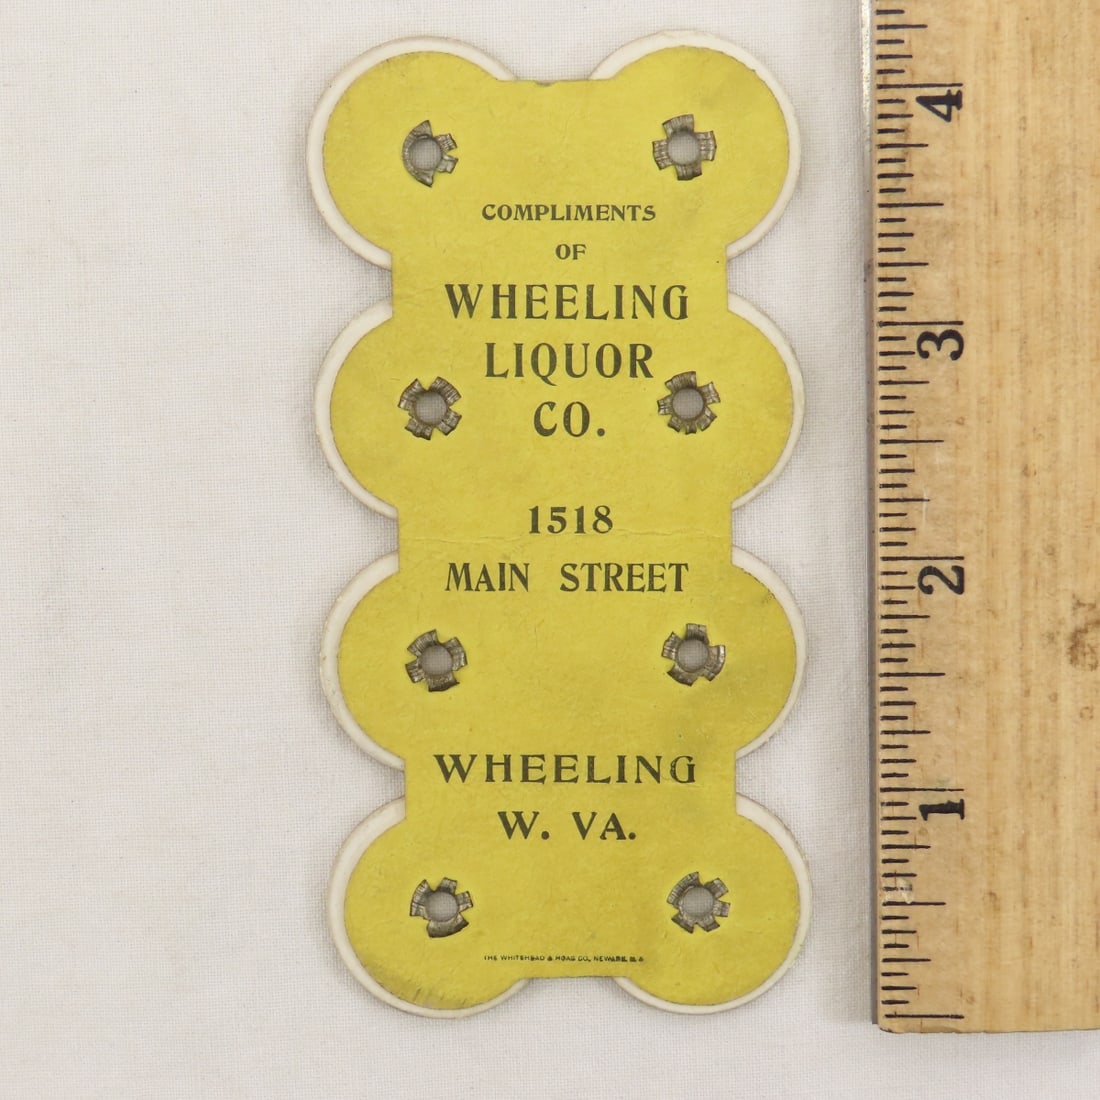 COMPLIMENTS
OF
WHEELING
LIQUOR
CO.
1518
MAIN STREET
WHEELING
W. VA.
THE WHITEHEAD & HOAG CO., NEWARK, N.J.
4
3
2
1